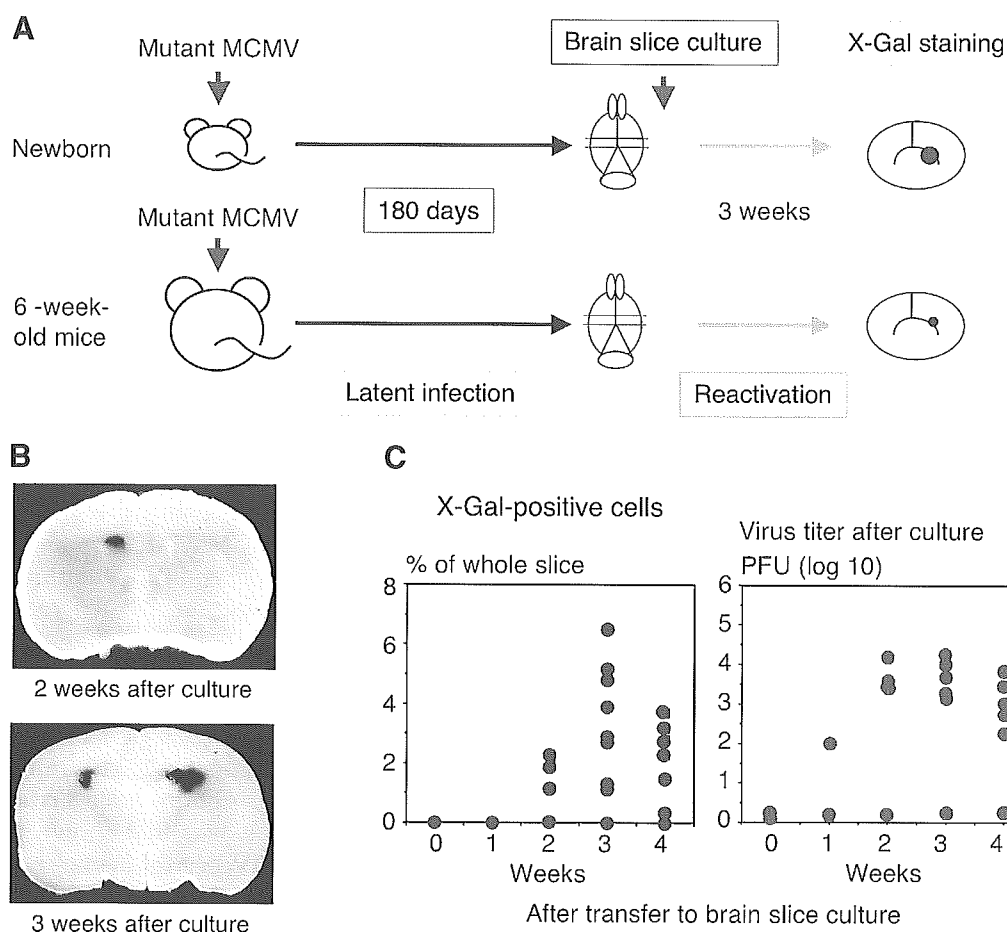 A
Mutant MCMV
Brain slice culture
X-Gal staining
Newborn
180 days
3 weeks
Mutant MCMV
6 -week-
old mice
Latent infection
Reactivation
B
2 weeks after culture
3 weeks after culture
C
X-Gal-positive cells
% of whole slice
8
6
4
2
0
0 1 2 3 4
Weeks
Virus titer after culture
PFU (log 10)
6
5
4
3
2
1
0
0 1 2 3 4
Weeks
After transfer to brain slice culture